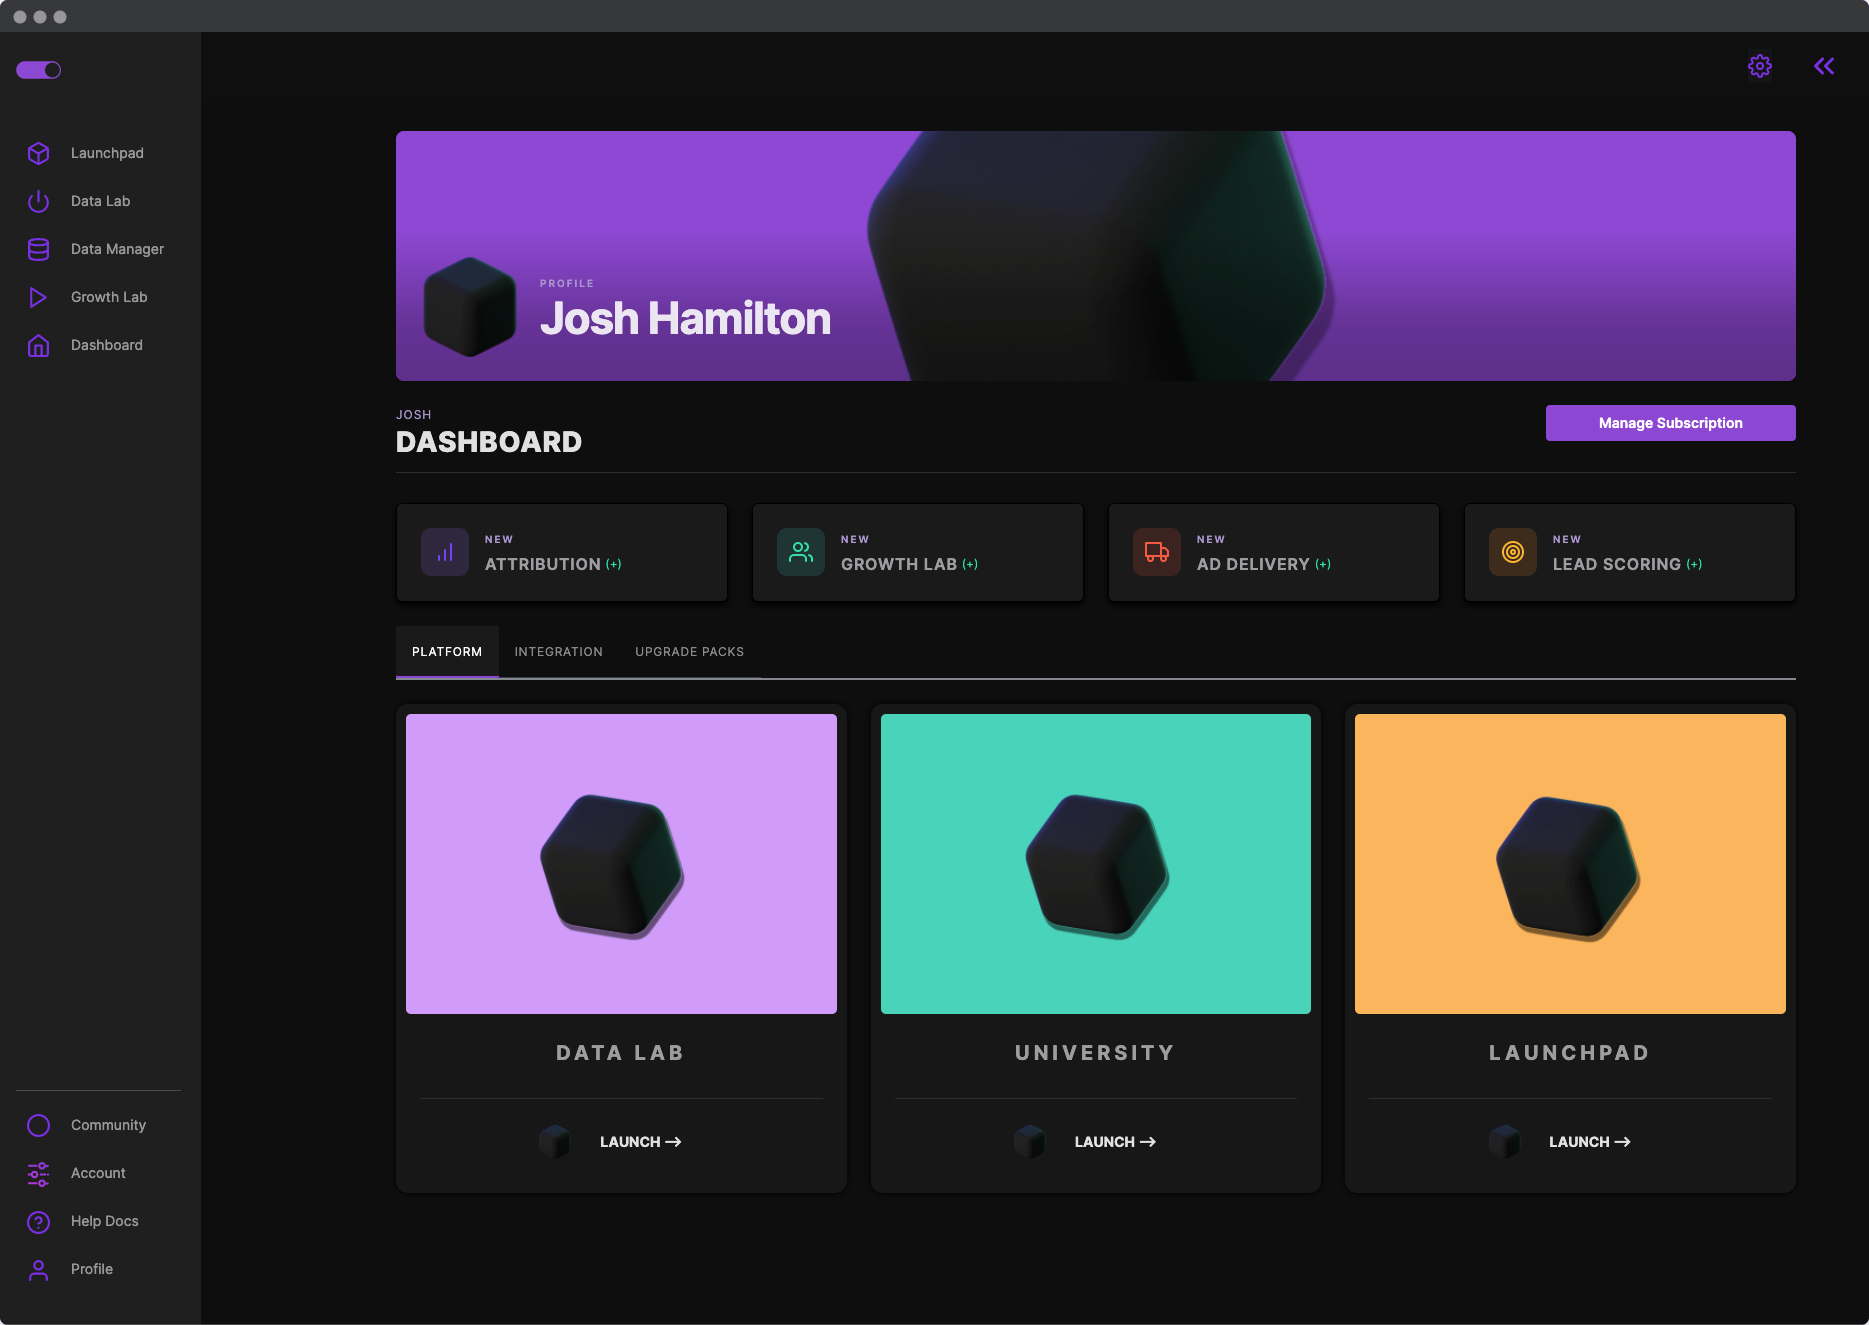 Launchpad
Data Lab
Data Manager
Growth Lab
Dashboard
Community
Account
Help Docs
Profile
PROFILE
Josh Hamilton
JOSH
DASHBOARD
Manage Subscription
NEW
ATTRIBUTION (+)
NEW
GROWTH LAB (+)
NEW
AD DELIVERY (+)
NEW
LEAD SCORING (+)
PLATFORM
INTEGRATION
UPGRADE PACKS
DATA LAB
LAUNCH →
UNIVERSITY
LAUNCH →
LAUNCHPAD
LAUNCH →